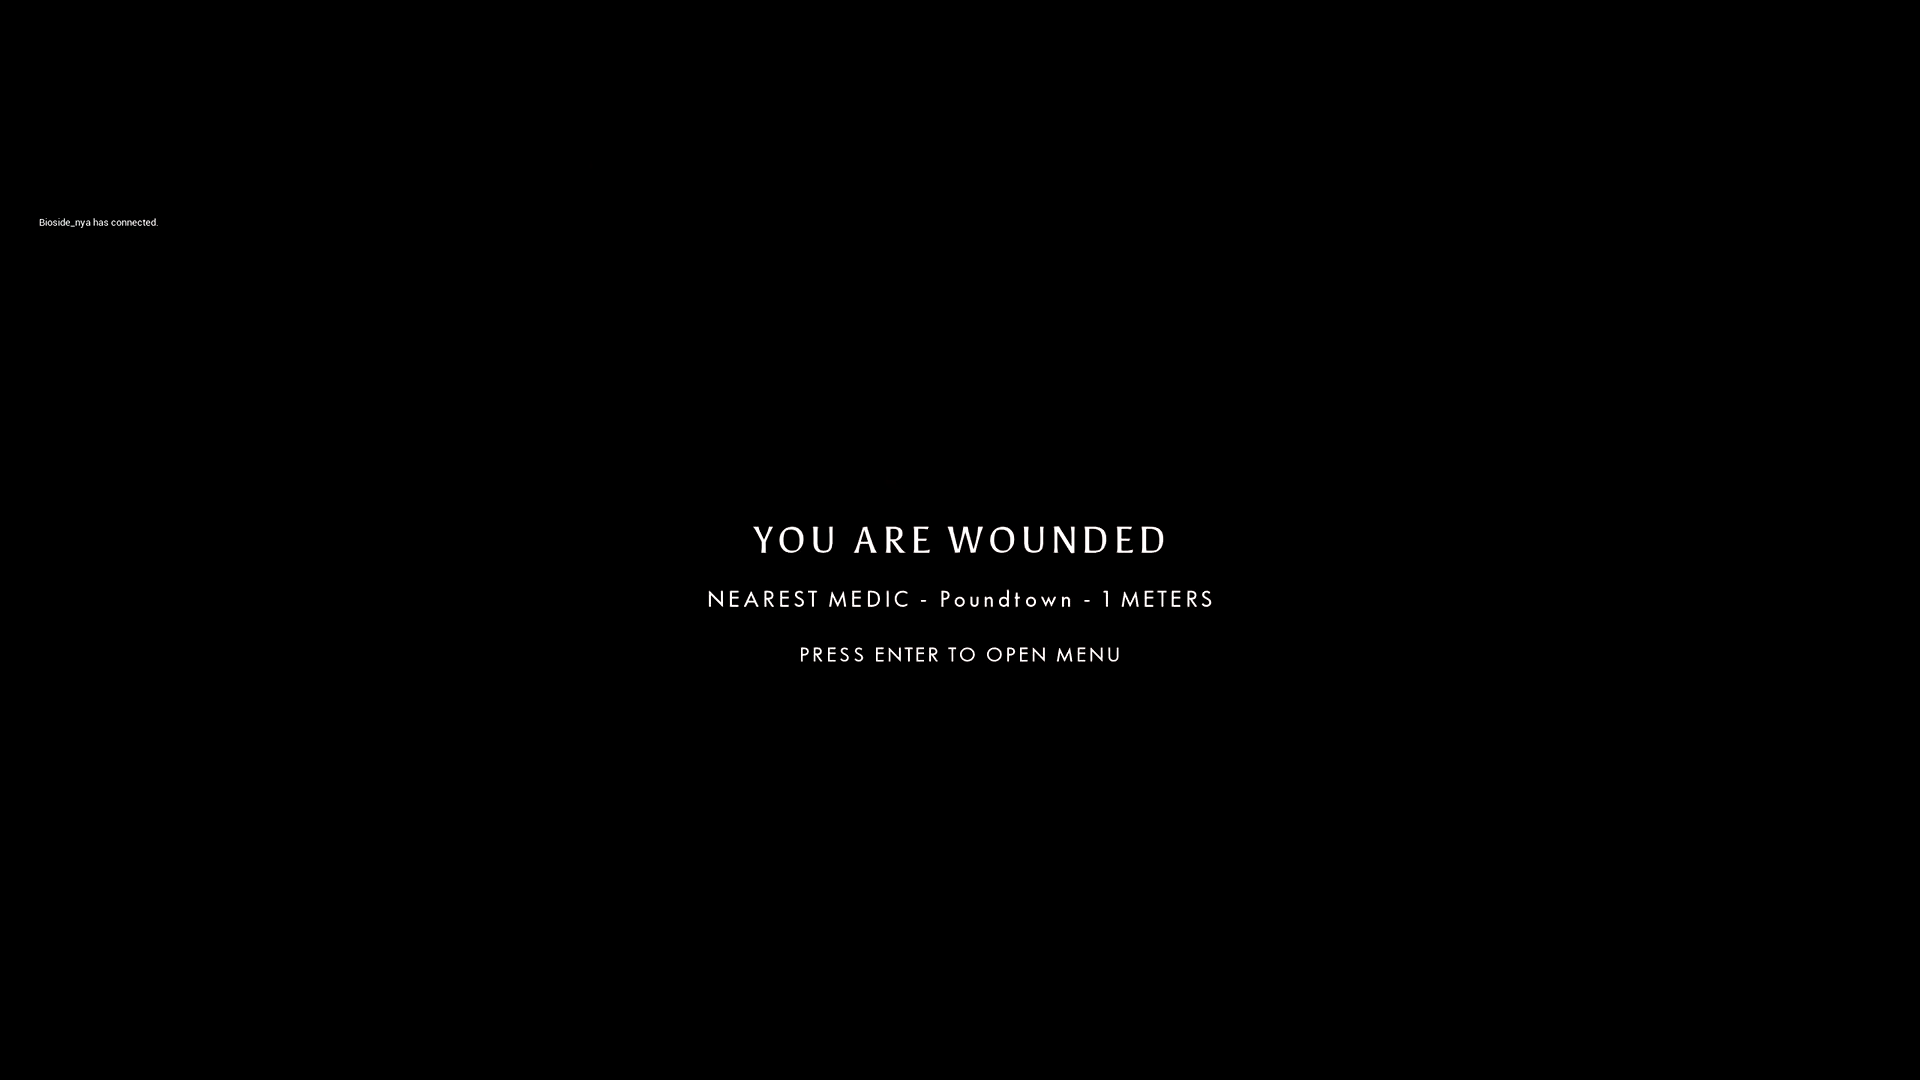 Bioside_nya has connected.
YOU ARE WOUNDED
NEAREST MEDIC - Poundtown - 1 METERS
PRESS ENTER TO OPEN MENU